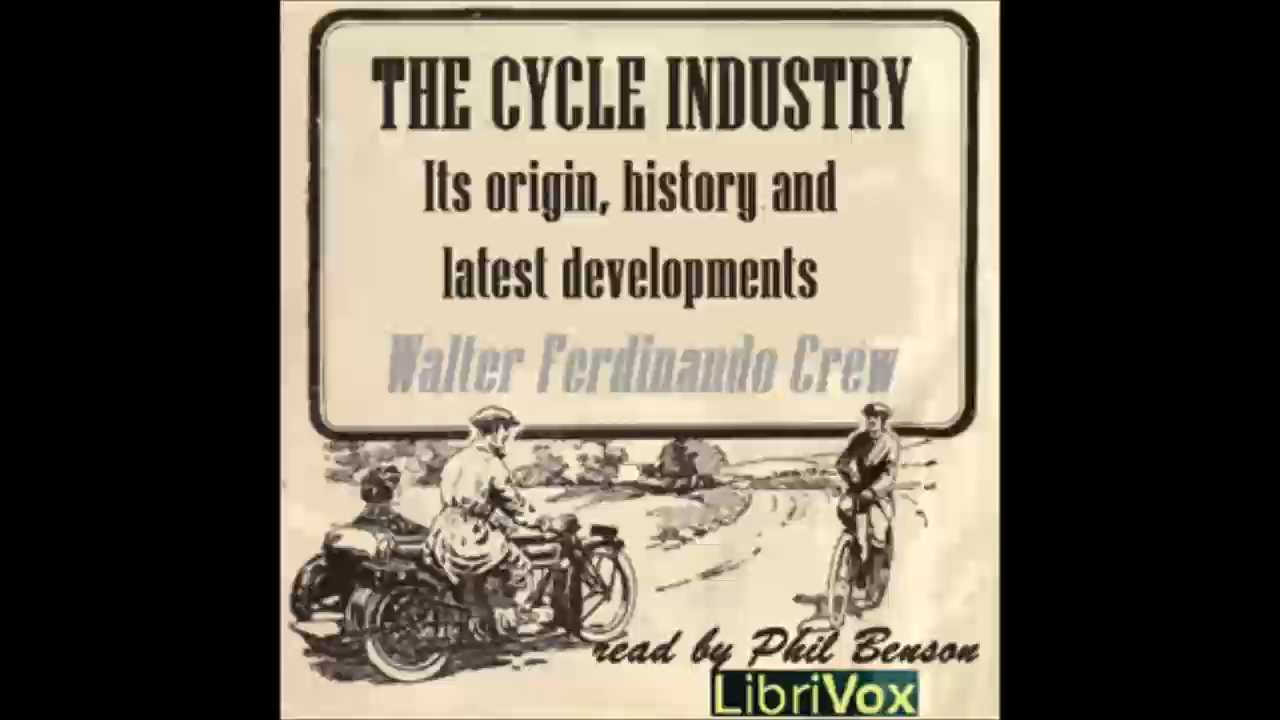 THE CYCLE INDUSTRY
Its origin, history and
latest developments
Walter Ferdinando Crew
read by Phil Benson
LibriVox